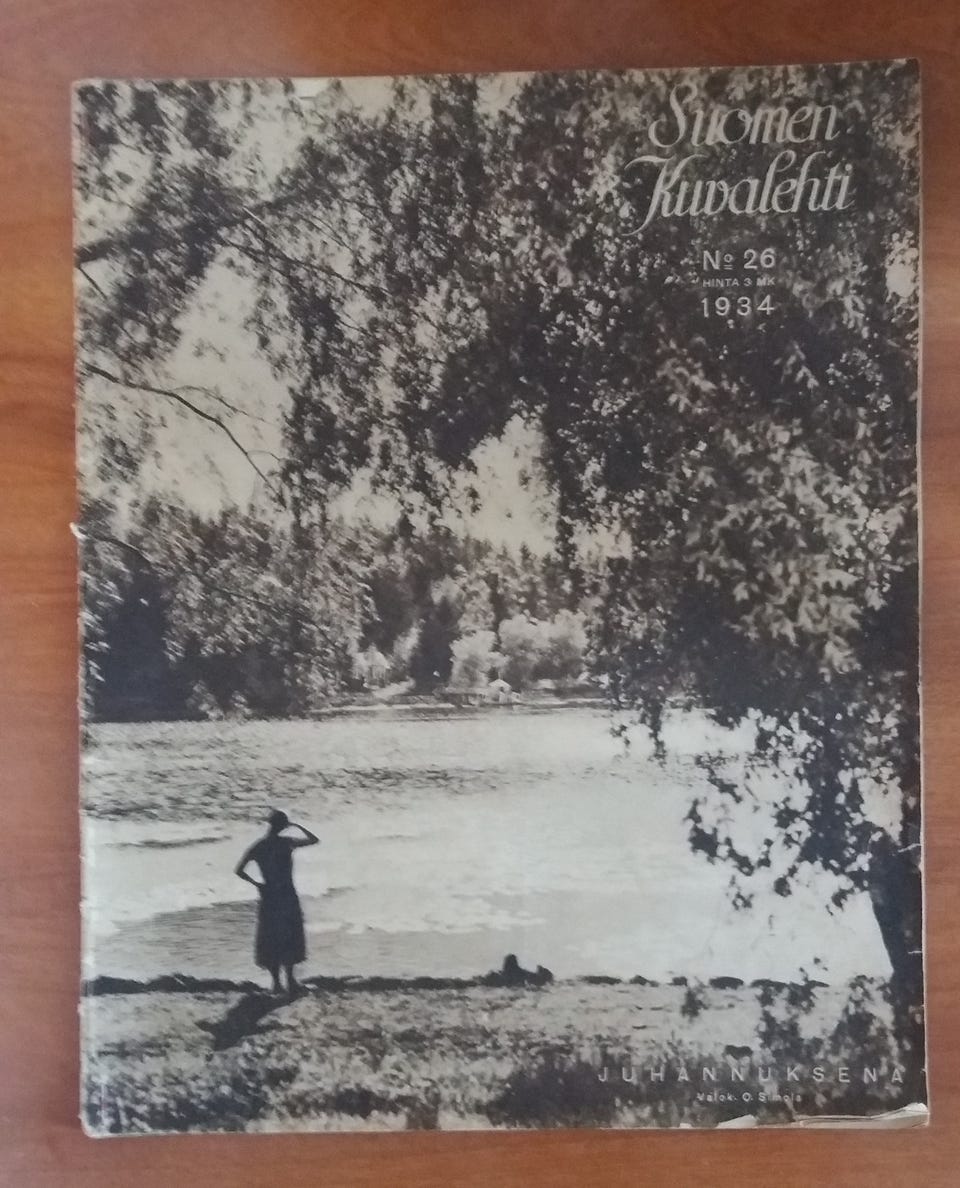 Suomen
Kuvalehti
Nº 26
HINTA 3 MK
1934
JUHANNUKSENA
Valok. O. Simola